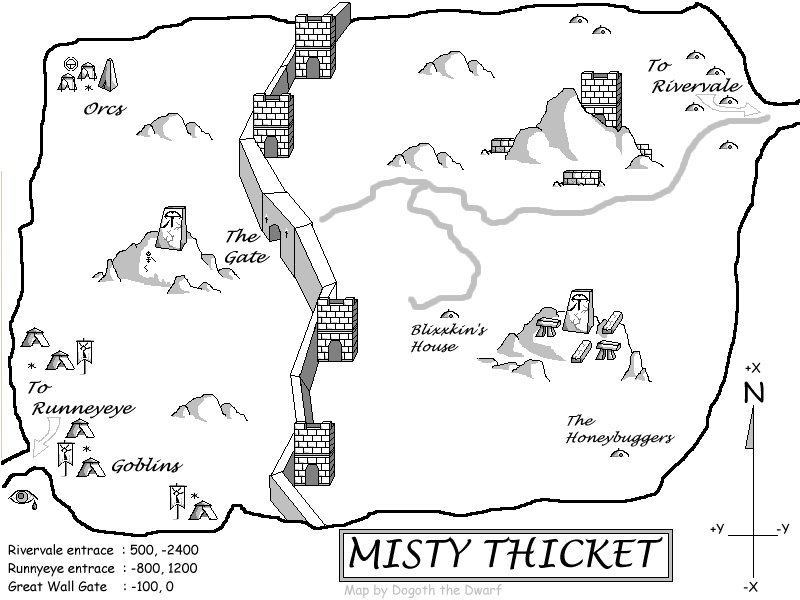 To
Rivervale
Orcs
The
Gate
Blixxkin's
House
To
Runneyeye
Goblins
The
Honeybuggers
+X
N
+Y
-Y
-X
Rivervale entrace : 500, -2400
Runnyeye entrace : -800, 1200
Great Wall Gate : -100, 0
MISTY THICKET
Map by Dogoth the Dwarf